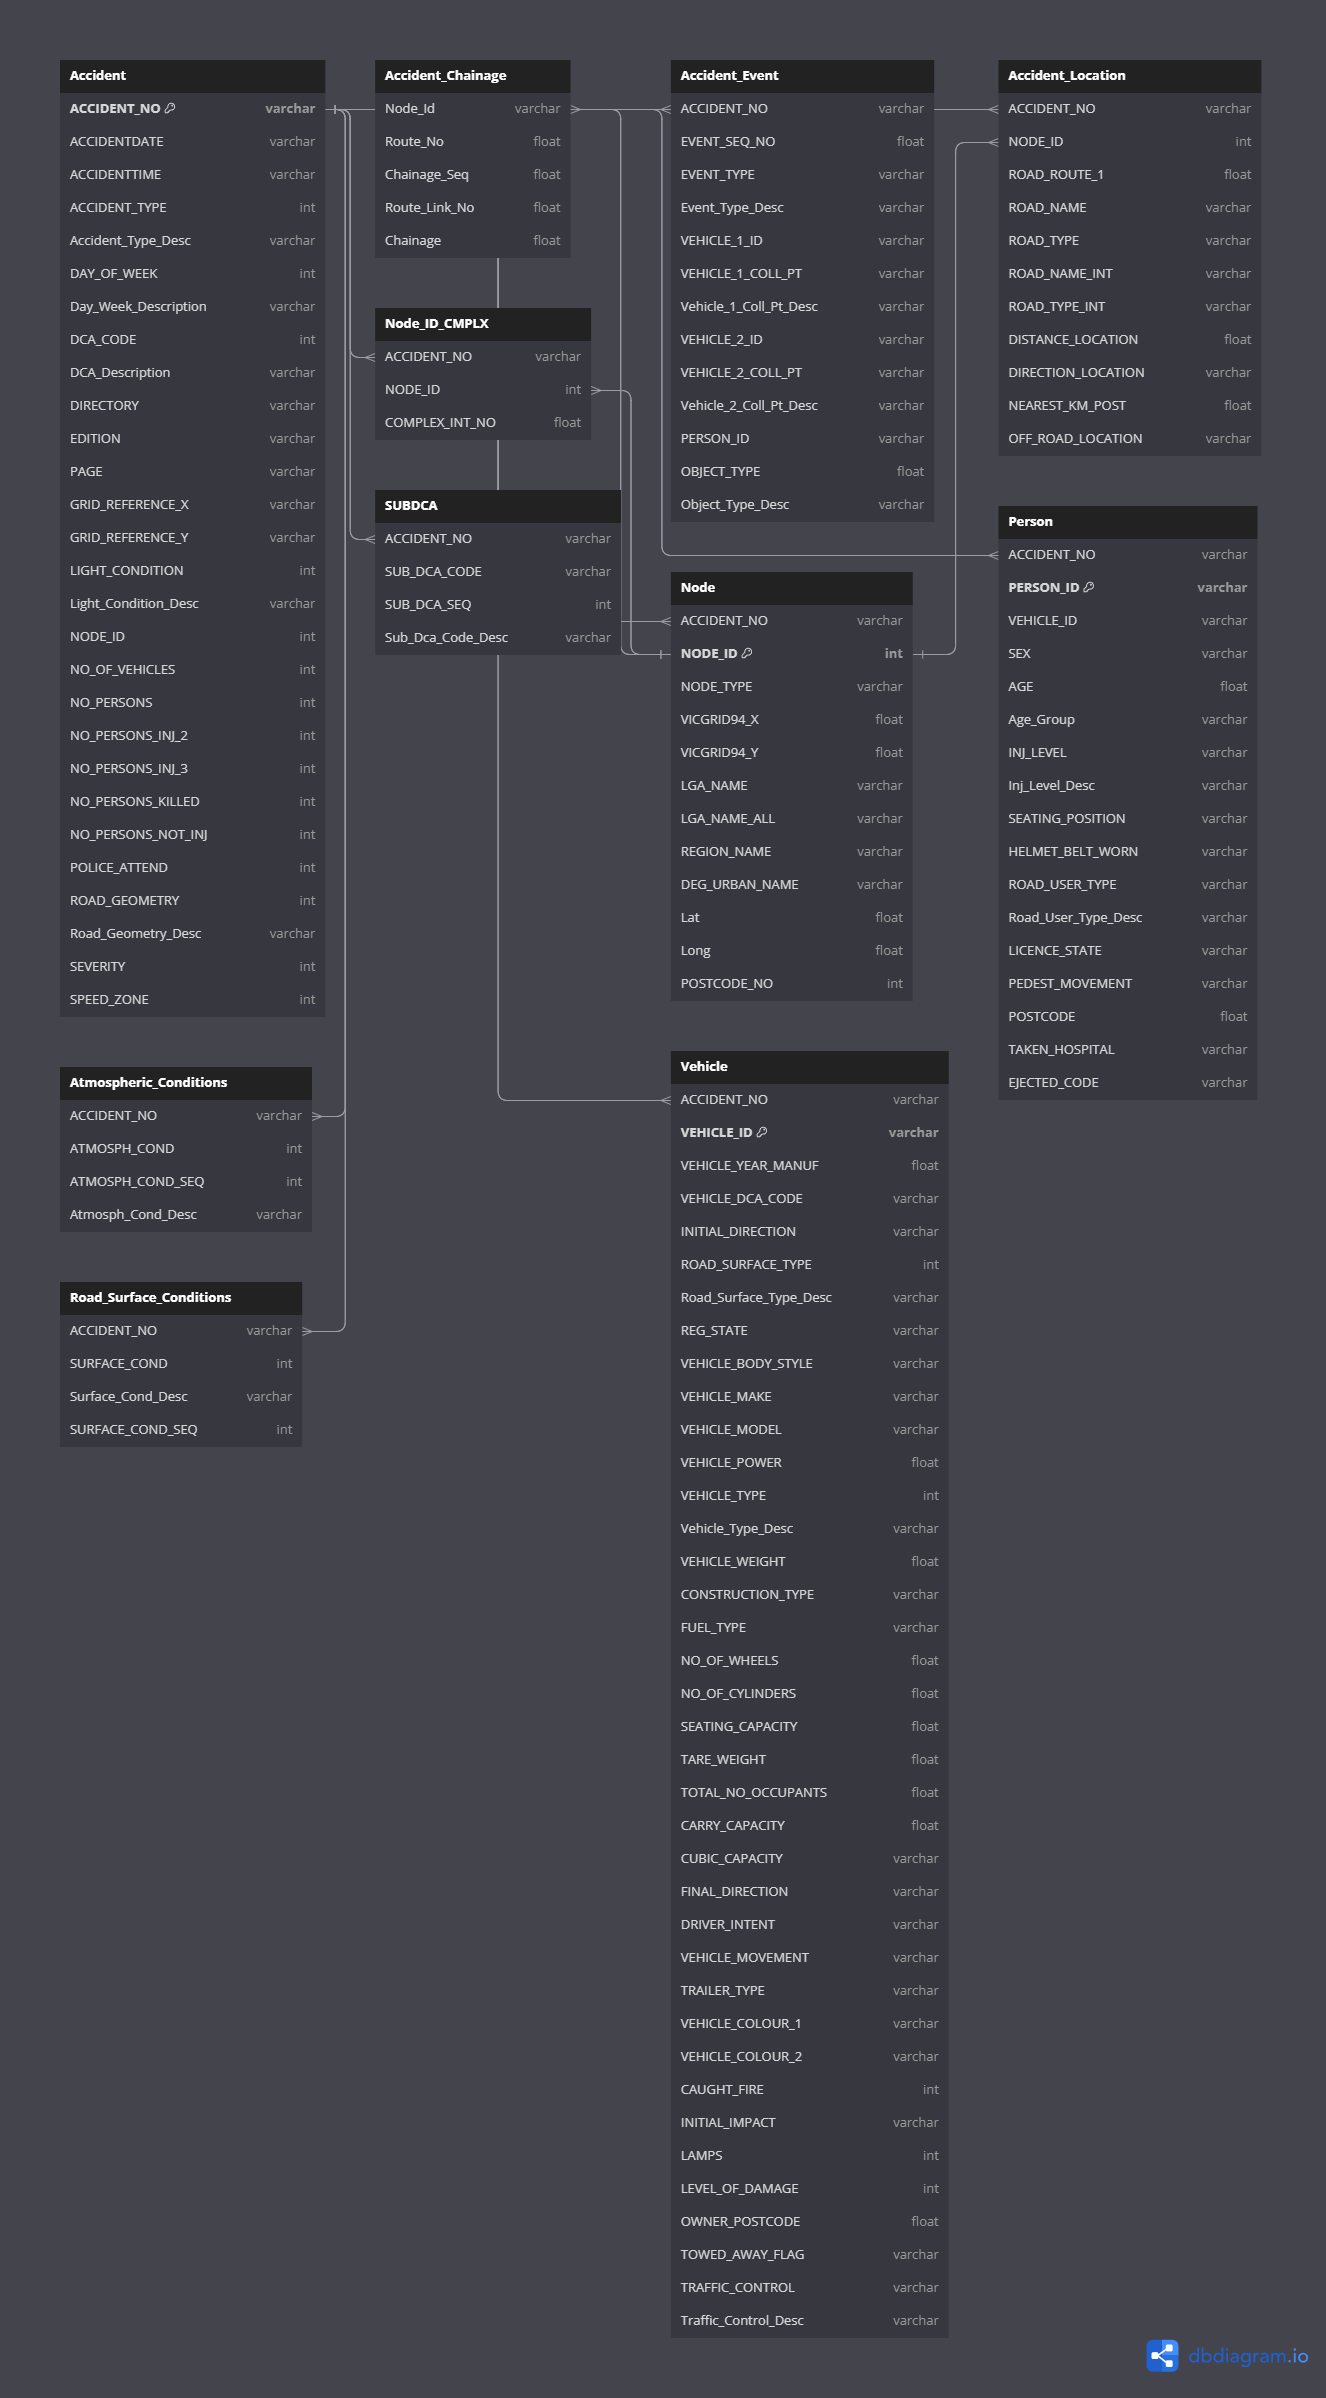 Accident
ACCIDENT_NO varchar
ACCIDENTDATE varchar
ACCIDENTTIME varchar
ACCIDENT_TYPE int
Accident_Type_Desc varchar
DAY_OF_WEEK int
Day_Week_Description varchar
DCA_CODE int
DCA_Description varchar
DIRECTORY varchar
EDITION varchar
PAGE varchar
GRID_REFERENCE_X varchar
GRID_REFERENCE_Y varchar
LIGHT_CONDITION int
Light_Condition_Desc varchar
NODE_ID int
NO_OF_VEHICLES int
NO_PERSONS int
NO_PERSONS_INJ_2 int
NO_PERSONS_INJ_3 int
NO_PERSONS_KILLED int
NO_PERSONS_NOT_INJ int
POLICE_ATTEND int
ROAD_GEOMETRY int
Road_Geometry_Desc varchar
SEVERITY int
SPEED_ZONE int
Atmospheric_Conditions
ACCIDENT_NO varchar
ATMOSPH_COND int
ATMOSPH_COND_SEQ int
Atmosph_Cond_Desc varchar
Road_Surface_Conditions
ACCIDENT_NO varchar
SURFACE_COND int
Surface_Cond_Desc varchar
SURFACE_COND_SEQ int
Accident_Chainage
Node_Id varchar
Route_No float
Chainage_Seq float
Route_Link_No float
Chainage float
Node_ID_CMPLX
ACCIDENT_NO varchar
NODE_ID int
COMPLEX_INT_NO float
SUBDCA
ACCIDENT_NO varchar
SUB_DCA_CODE varchar
SUB_DCA_SEQ int
Sub_Dca_Code_Desc varchar
Accident_Event
ACCIDENT_NO varchar
EVENT_SEQ_NO float
EVENT_TYPE varchar
Event_Type_Desc varchar
VEHICLE_1_ID varchar
VEHICLE_1_COLL_PT varchar
Vehicle_1_Coll_Pt_Desc varchar
VEHICLE_2_ID varchar
VEHICLE_2_COLL_PT varchar
Vehicle_2_Coll_Pt_Desc varchar
PERSON_ID varchar
OBJECT_TYPE float
Object_Type_Desc varchar
Node
ACCIDENT_NO varchar
NODE_ID int
NODE_TYPE varchar
VICGRID94_X float
VICGRID94_Y float
LGA_NAME varchar
LGA_NAME_ALL varchar
REGION_NAME varchar
DEG_URBAN_NAME varchar
Lat float
Long float
POSTCODE_NO int
Vehicle
ACCIDENT_NO varchar
VEHICLE_ID varchar
VEHICLE_YEAR_MANUF float
VEHICLE_DCA_CODE varchar
INITIAL_DIRECTION varchar
ROAD_SURFACE_TYPE int
Road_Surface_Type_Desc varchar
REG_STATE varchar
VEHICLE_BODY_STYLE varchar
VEHICLE_MAKE varchar
VEHICLE_MODEL varchar
VEHICLE_POWER float
VEHICLE_TYPE int
Vehicle_Type_Desc varchar
VEHICLE_WEIGHT float
CONSTRUCTION_TYPE varchar
FUEL_TYPE varchar
NO_OF_WHEELS float
NO_OF_CYLINDERS float
SEATING_CAPACITY float
TARE_WEIGHT float
TOTAL_NO_OCCUPANTS float
CARRY_CAPACITY float
CUBIC_CAPACITY varchar
FINAL_DIRECTION varchar
DRIVER_INTENT varchar
VEHICLE_MOVEMENT varchar
TRAILER_TYPE varchar
VEHICLE_COLOUR_1 varchar
VEHICLE_COLOUR_2 varchar
CAUGHT_FIRE int
INITIAL_IMPACT varchar
LAMPS int
LEVEL_OF_DAMAGE int
OWNER_POSTCODE float
TOWED_AWAY_FLAG varchar
TRAFFIC_CONTROL varchar
Traffic_Control_Desc varchar
Accident_Location
ACCIDENT_NO varchar
NODE_ID int
ROAD_ROUTE_1 float
ROAD_NAME varchar
ROAD_TYPE varchar
ROAD_NAME_INT varchar
ROAD_TYPE_INT varchar
DISTANCE_LOCATION float
DIRECTION_LOCATION varchar
NEAREST_KM_POST float
OFF_ROAD_LOCATION varchar
Person
ACCIDENT_NO varchar
PERSON_ID varchar
VEHICLE_ID varchar
SEX varchar
AGE float
Age_Group varchar
INJ_LEVEL varchar
Inj_Level_Desc varchar
SEATING_POSITION varchar
HELMET_BELT_WORN varchar
ROAD_USER_TYPE varchar
Road_User_Type_Desc varchar
LICENCE_STATE varchar
PEDEST_MOVEMENT varchar
POSTCODE float
TAKEN_HOSPITAL varchar
EJECTED_CODE varchar
dbdiagram.io